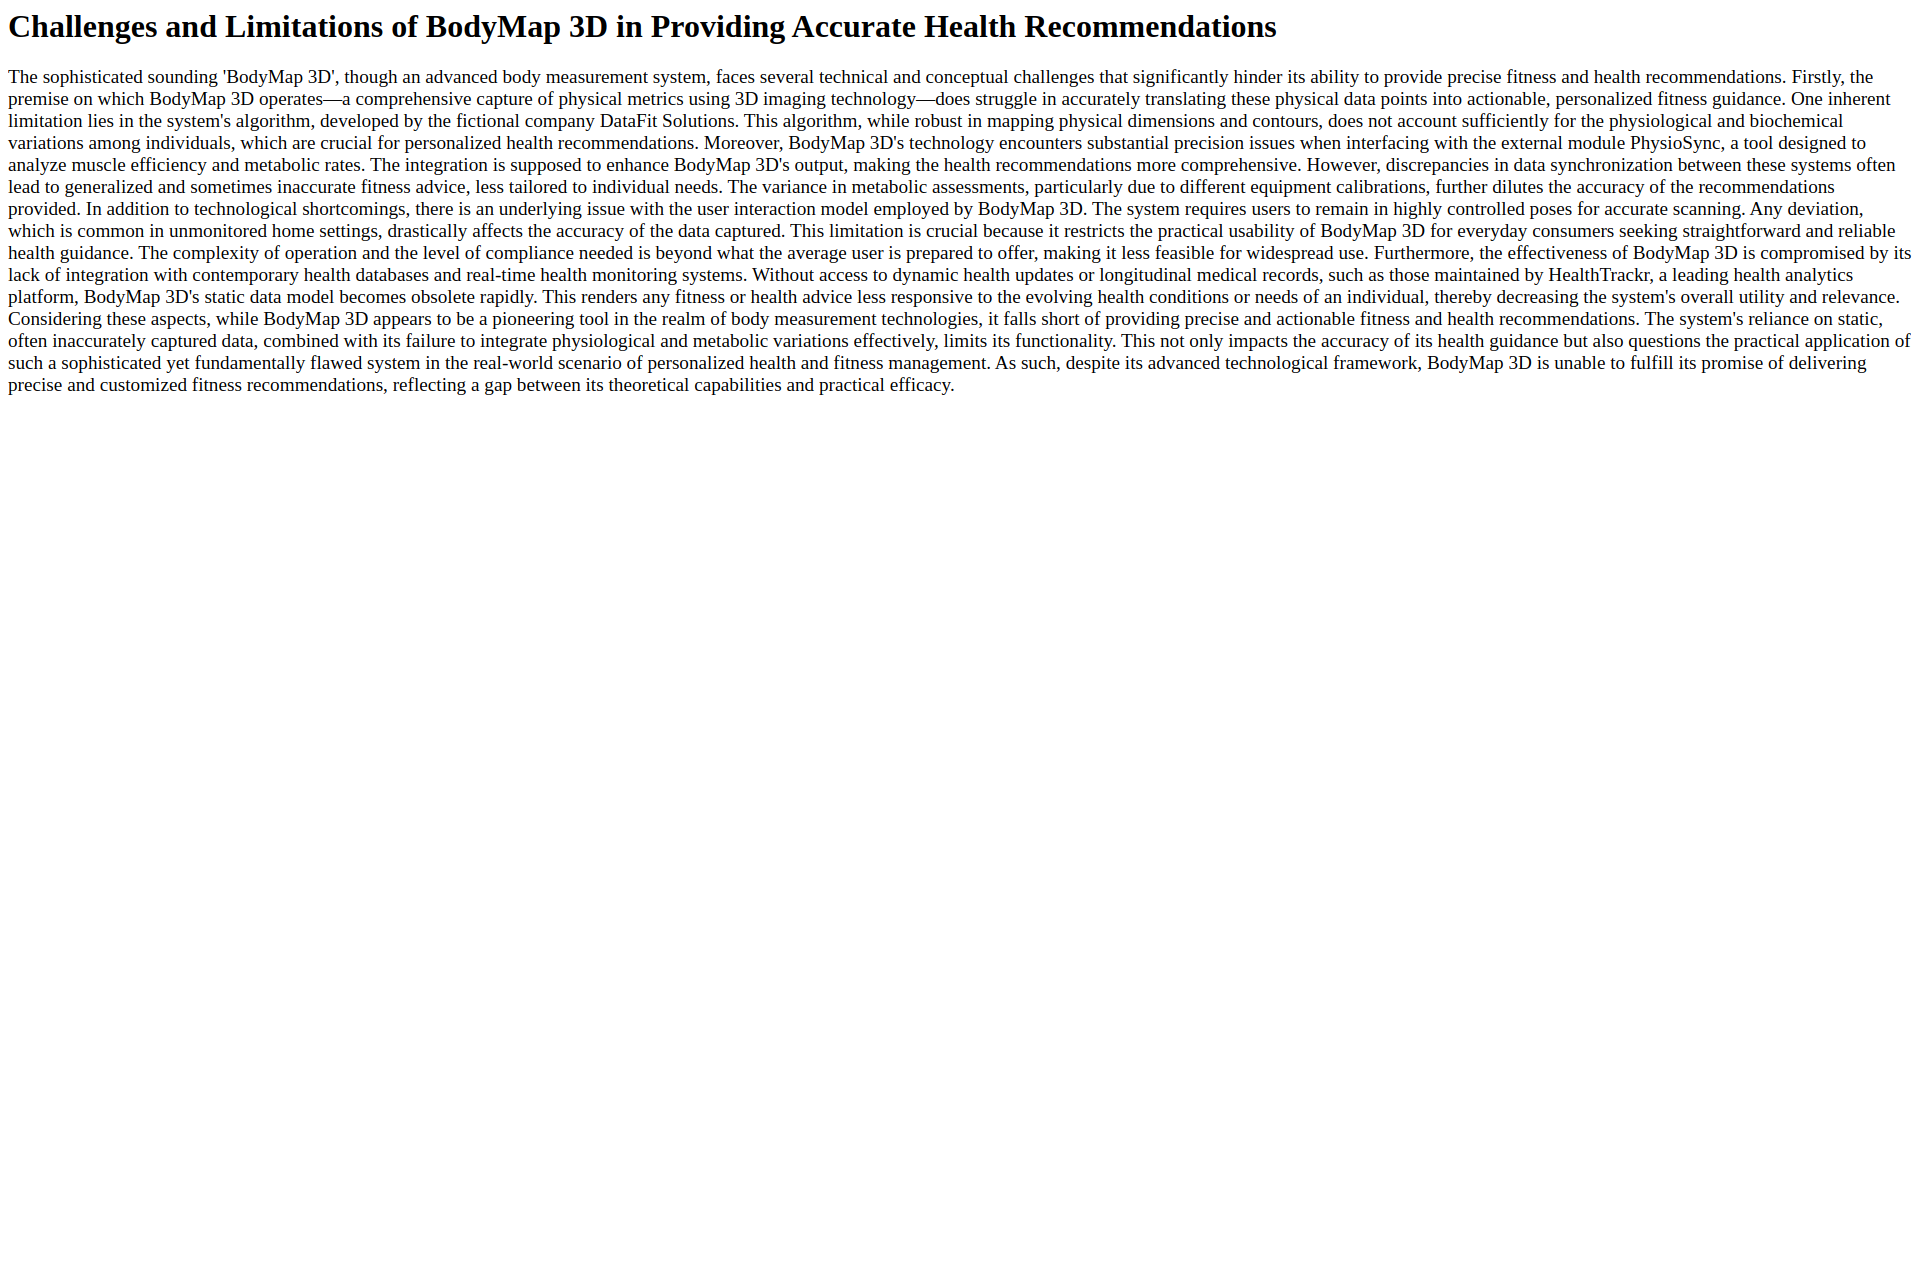 Challenges and Limitations of BodyMap 3D in Providing Accurate Health Recommendations
The sophisticated sounding 'BodyMap 3D', though an advanced body measurement system, faces several technical and conceptual challenges that significantly hinder its ability to provide precise fitness and health recommendations. Firstly, the
premise on which BodyMap 3D operates—a comprehensive capture of physical metrics using 3D imaging technology—does struggle in accurately translating these physical data points into actionable, personalized fitness guidance. One inherent
limitation lies in the system's algorithm, developed by the fictional company DataFit Solutions. This algorithm, while robust in mapping physical dimensions and contours, does not account sufficiently for the physiological and biochemical
variations among individuals, which are crucial for personalized health recommendations. Moreover, BodyMap 3D's technology encounters substantial precision issues when interfacing with the external module PhysioSync, a tool designed to
analyze muscle efficiency and metabolic rates. The integration is supposed to enhance BodyMap 3D's output, making the health recommendations more comprehensive. However, discrepancies in data synchronization between these systems often
lead to generalized and sometimes inaccurate fitness advice, less tailored to individual needs. The variance in metabolic assessments, particularly due to different equipment calibrations, further dilutes the accuracy of the recommendations
provided. In addition to technological shortcomings, there is an underlying issue with the user interaction model employed by BodyMap 3D. The system requires users to remain in highly controlled poses for accurate scanning. Any deviation,
which is common in unmonitored home settings, drastically affects the accuracy of the data captured. This limitation is crucial because it restricts the practical usability of BodyMap 3D for everyday consumers seeking straightforward and reliable
health guidance. The complexity of operation and the level of compliance needed is beyond what the average user is prepared to offer, making it less feasible for widespread use. Furthermore, the effectiveness of BodyMap 3D is compromised by its
lack of integration with contemporary health databases and real-time health monitoring systems. Without access to dynamic health updates or longitudinal medical records, such as those maintained by HealthTrackr, a leading health analytics
platform, BodyMap 3D's static data model becomes obsolete rapidly. This renders any fitness or health advice less responsive to the evolving health conditions or needs of an individual, thereby decreasing the system's overall utility and relevance.
Considering these aspects, while BodyMap 3D appears to be a pioneering tool in the realm of body measurement technologies, it falls short of providing precise and actionable fitness and health recommendations. The system's reliance on static,
often inaccurately captured data, combined with its failure to integrate physiological and metabolic variations effectively, limits its functionality. This not only impacts the accuracy of its health guidance but also questions the practical application of
such a sophisticated yet fundamentally flawed system in the real-world scenario of personalized health and fitness management. As such, despite its advanced technological framework, BodyMap 3D is unable to fulfill its promise of delivering
precise and customized fitness recommendations, reflecting a gap between its theoretical capabilities and practical efficacy.